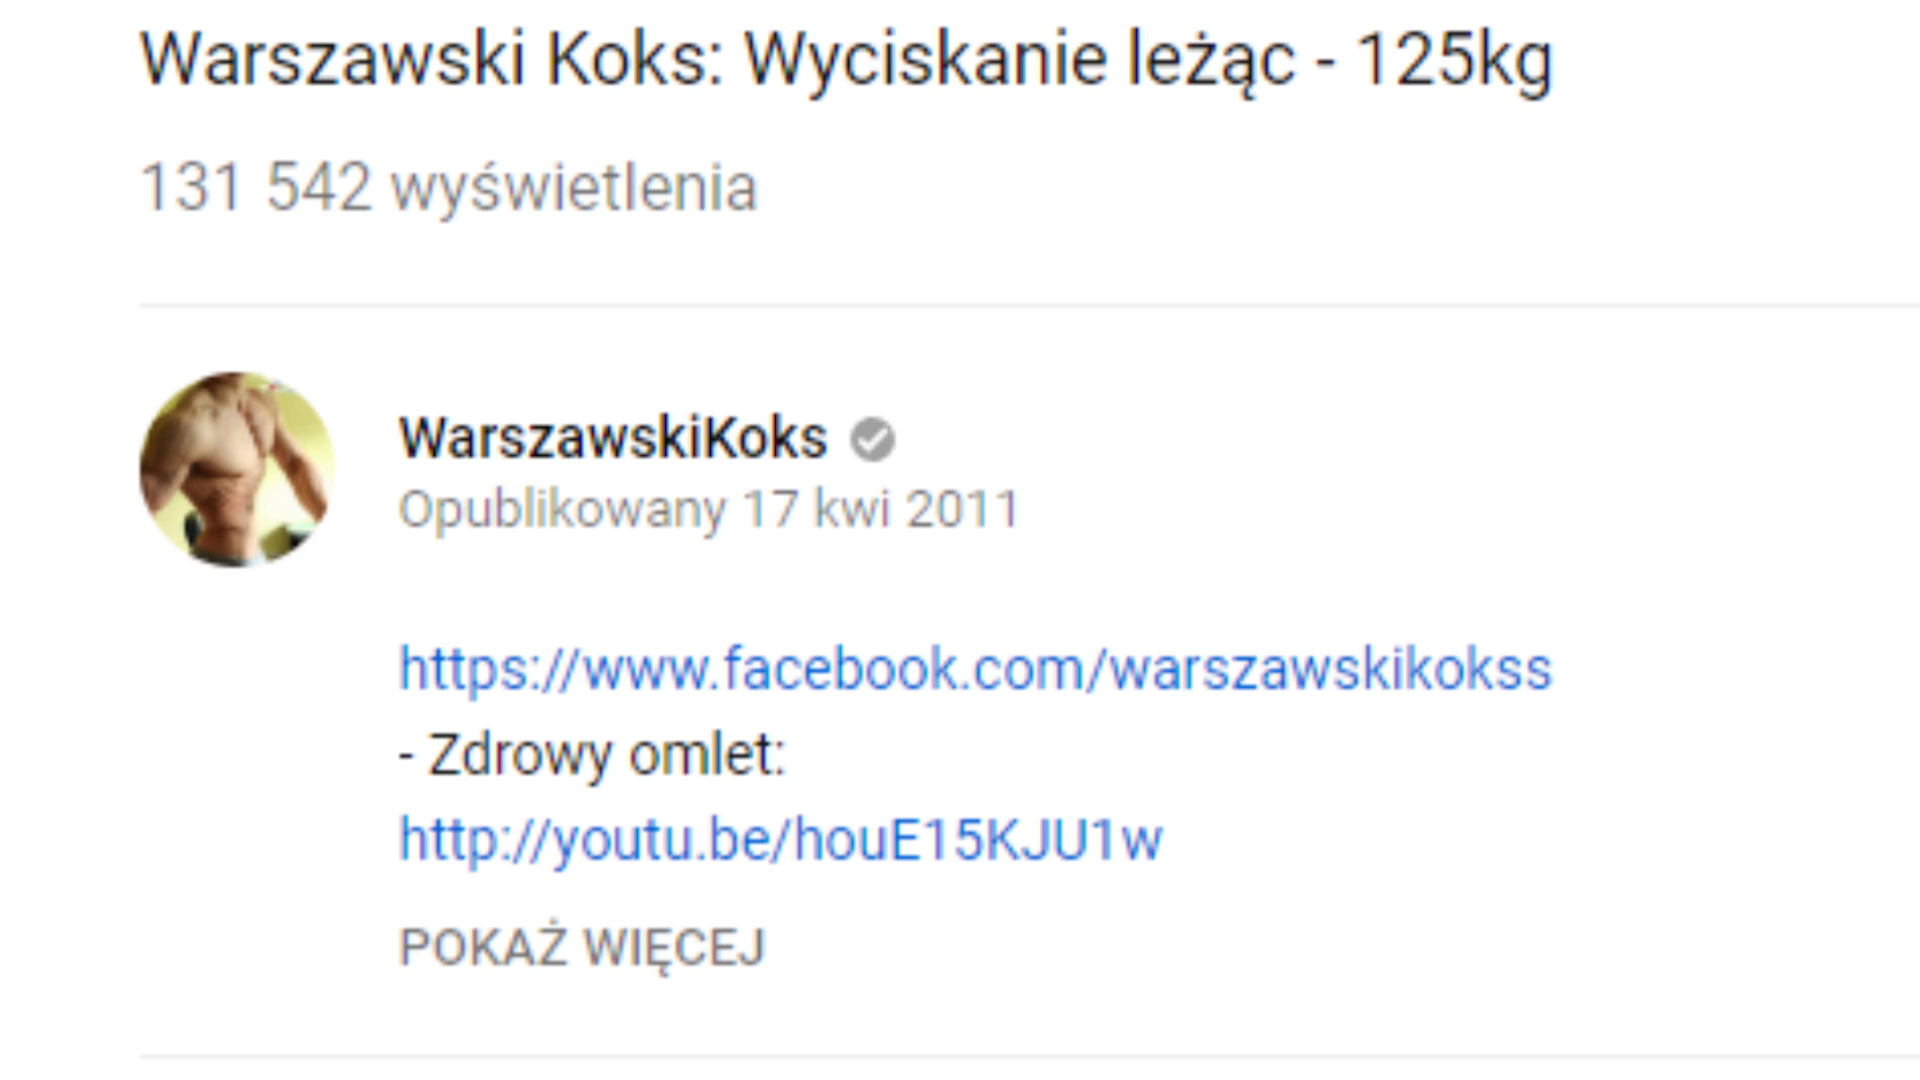 Warszawski Koks: Wyciskanie leżąc - 125kg
131 542 wyświetlenia
WarszawskiKoks
Opublikowany 17 kwi 2011
https://www.facebook.com/warszawskikokss
- Zdrowy omlet:
http://youtu.be/houE15KJU1w
POKAŻ WIĘCEJ